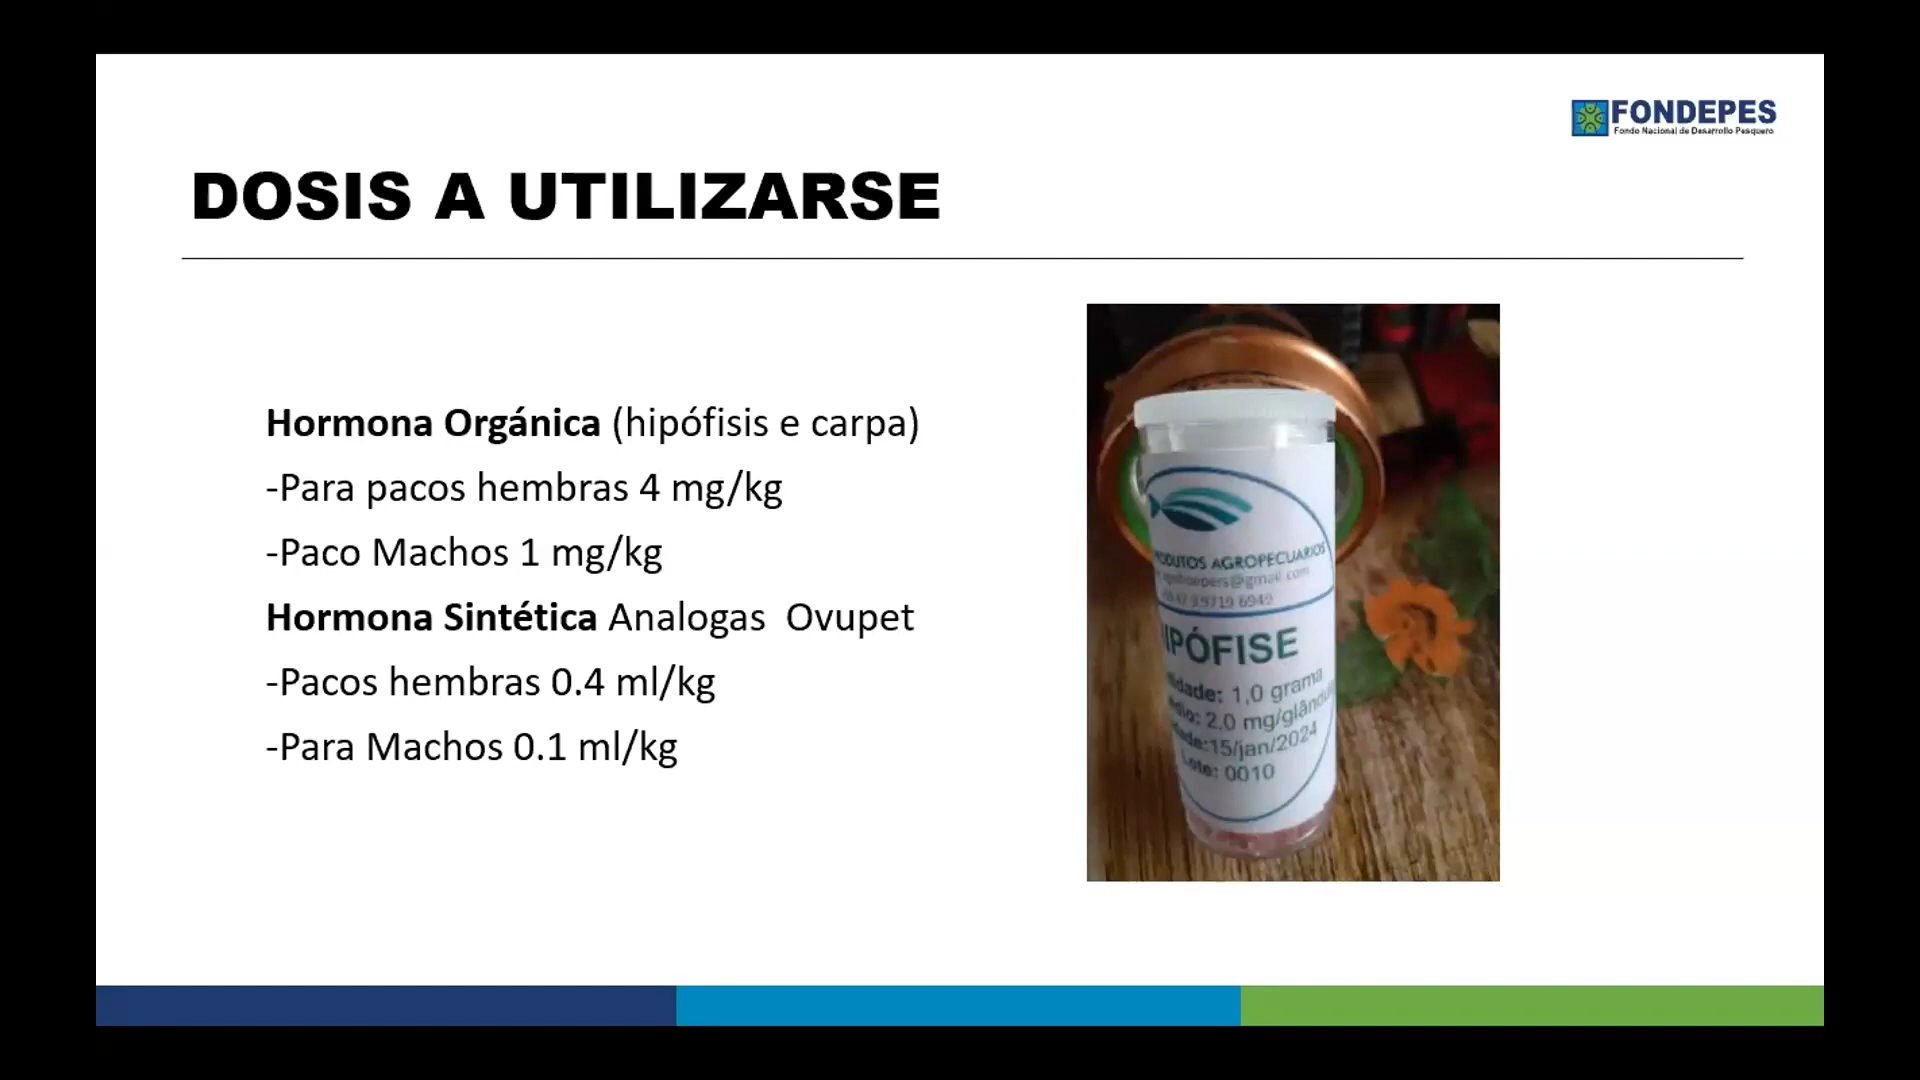 FONDEPES
Fondo Nacional de Desarrollo Pesquero
DOSIS A UTILIZARSE
Hormona Orgánica (hipófisis e carpa)
-Para pacos hembras 4 mg/kg
-Paco Machos 1 mg/kg
Hormona Sintética Analogas Ovupet
-Pacos hembras 0.4 ml/kg
-Para Machos 0.1 ml/kg
AGROPECUARIOS
IPÓFISE
1,0 grama
2,0 mg/glându
15/jan/2024
Lote: 0010